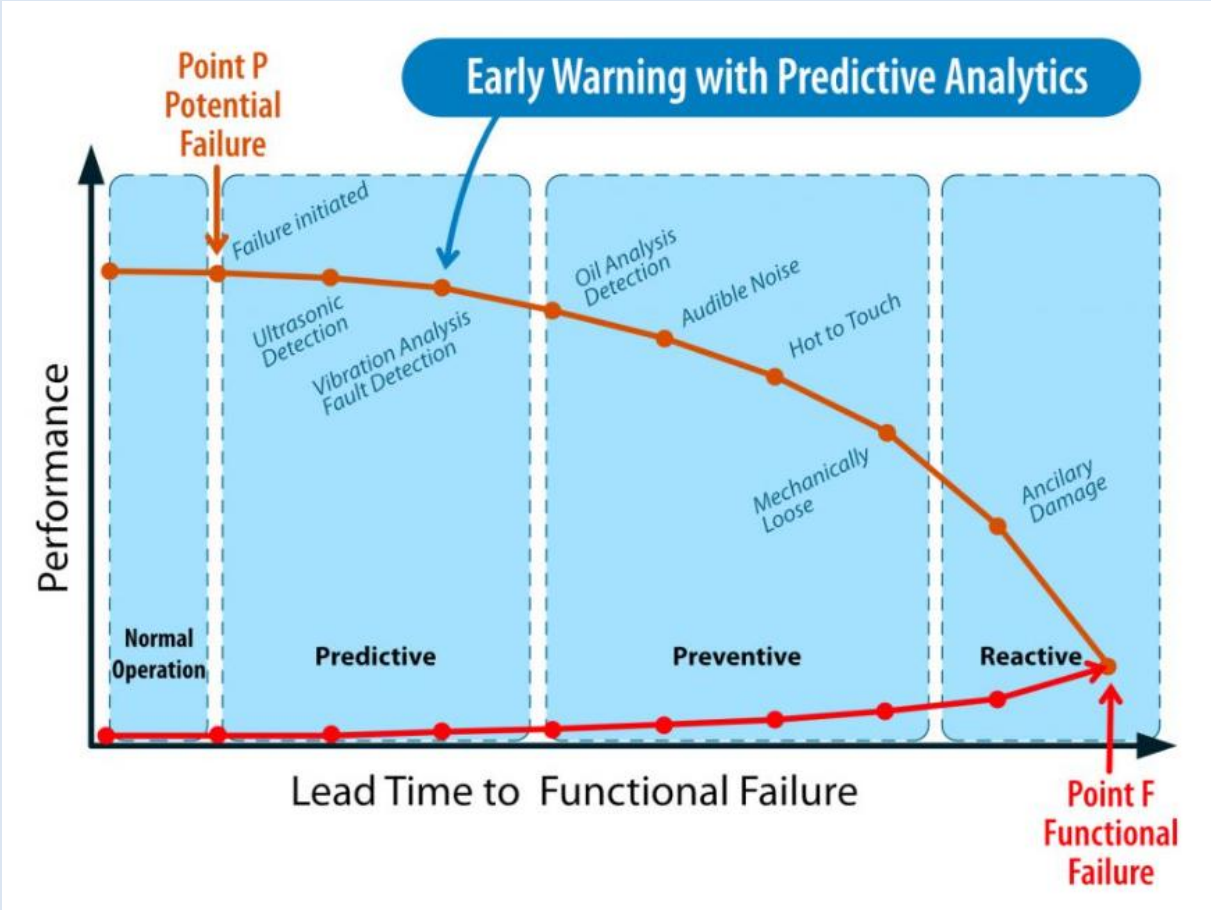 Point P
Potential
Failure
Early Warning with Predictive Analytics
Failure initiated
Ultrasonic
Detection
Vibration Analysis
Fault Detection
Oil Analysis
Detection
Audible Noise
Hot to Touch
Mechanically
Loose
Ancilary
Damage
Performance
Normal
Operation
Predictive
Preventive
Reactive
Lead Time to Functional Failure
Point F
Functional
Failure